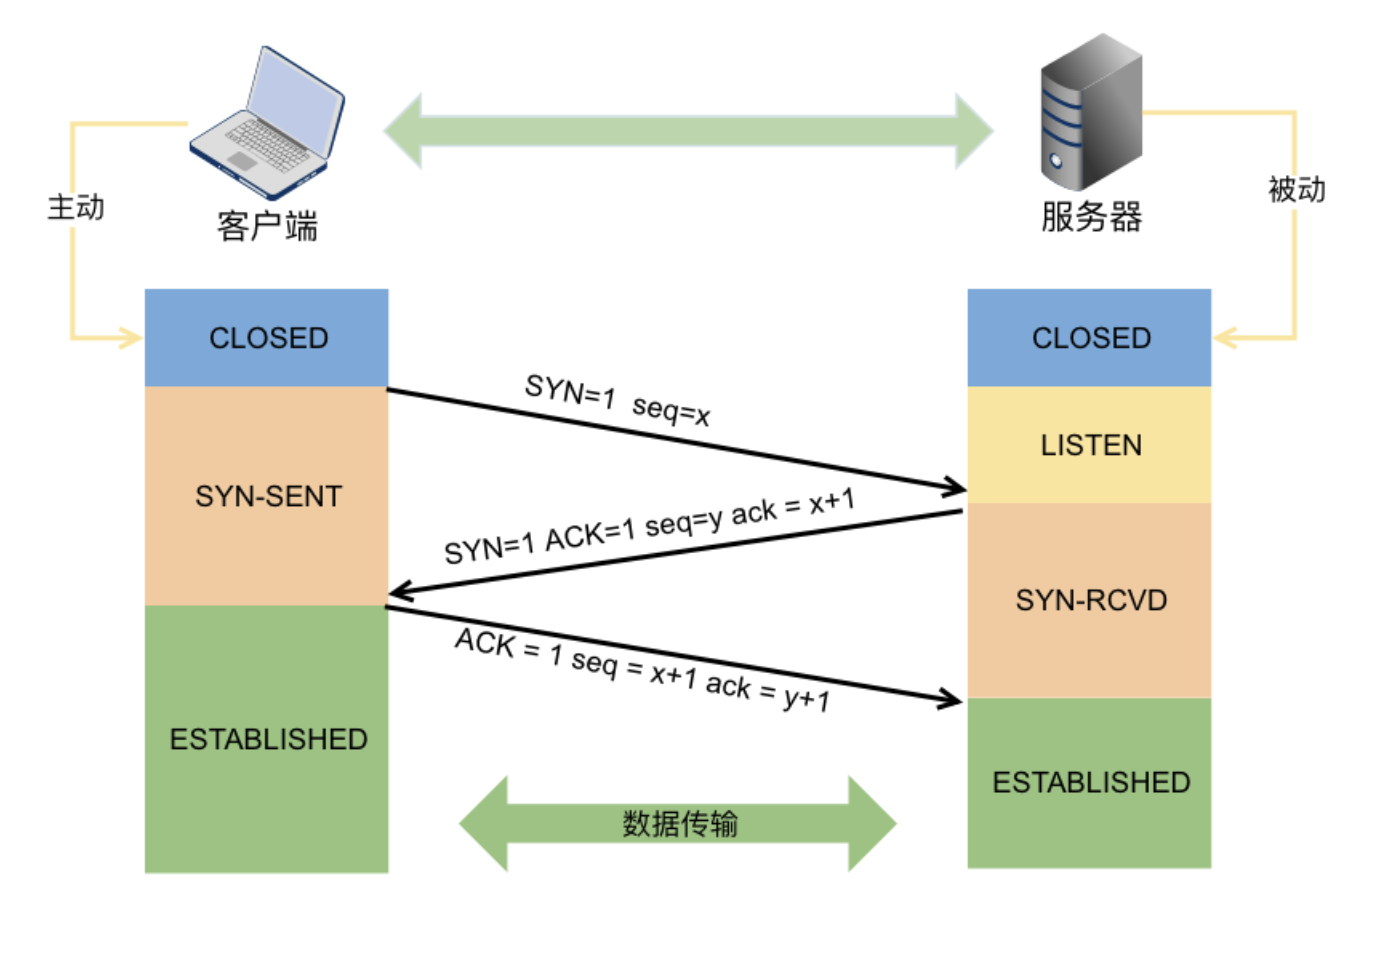 主动
客户端
服务器
被动
CLOSED
CLOSED
SYN=1 seq=x
LISTEN
SYN-SENT
SYN=1 ACK=1 seq=y ack = x+1
SYN-RCVD
ACK = 1 seq = x+1 ack = y+1
ESTABLISHED
ESTABLISHED
数据传输